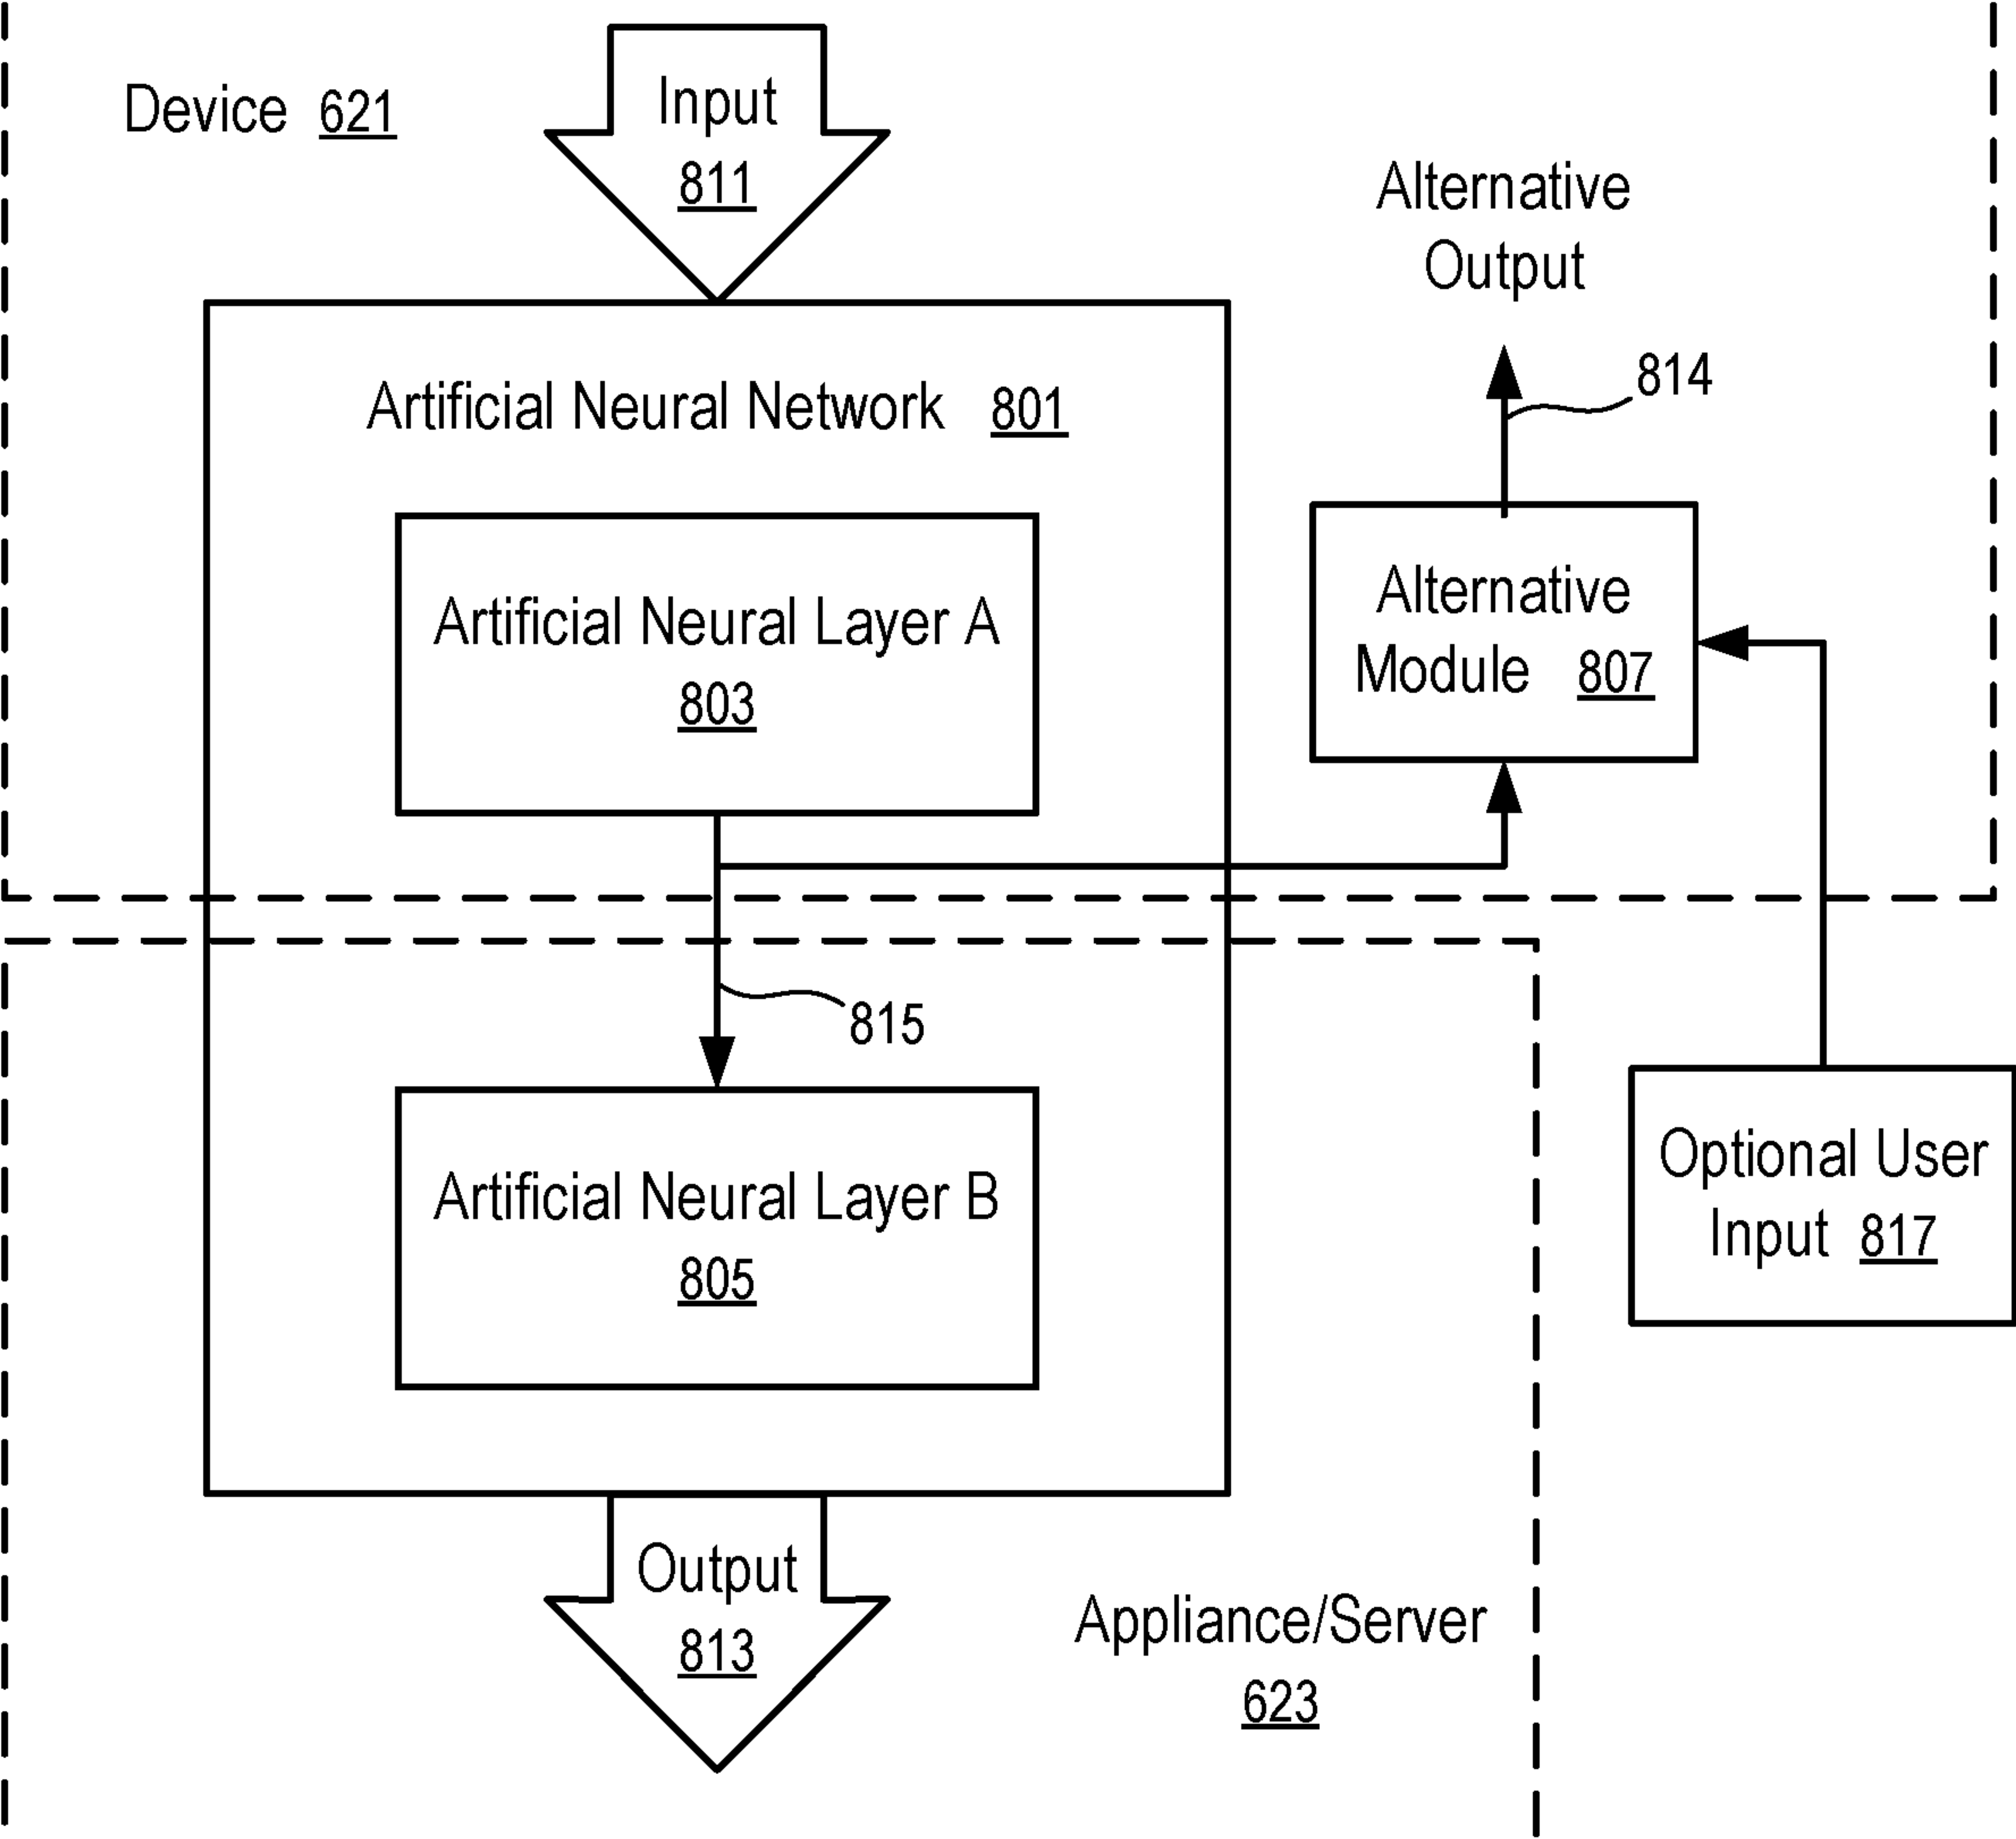 Device 621
Input
811
Alternative
Output
814
Artificial Neural Network 801
Artificial Neural Layer A
803
Alternative
Module 807
815
Artificial Neural Layer B
805
Optional User
Input 817
Output
813
Appliance/Server
623